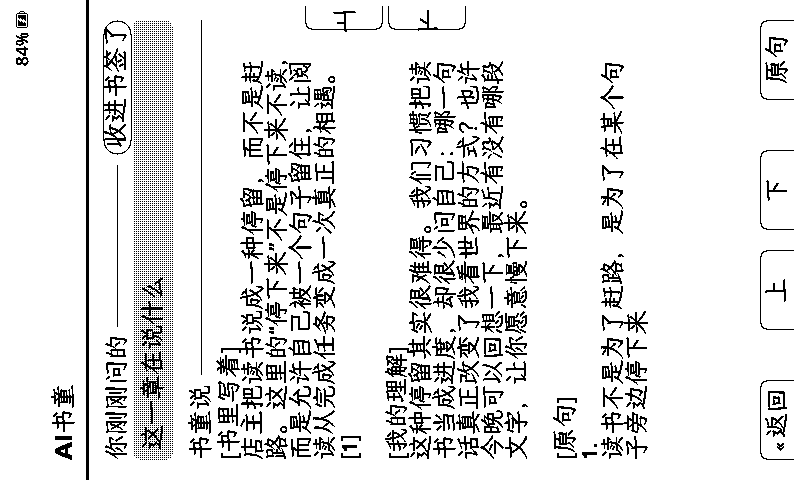 84%
AI书童
你刚刚问的
收进书签了
这一章在说什么
书童说
[书里写着]
店主把读书说成一种停留，而不是赶
路。这里的“停下来”不是停下来不读，
而是允许自己被一个句子留住，让阅
读从完成任务变成一次真正的相遇。
[1]
[我的理解]
这种停留其实很难得。我们习惯把读
书当成进度，却很少问自己：哪一句
话真正改变了我看世界的方式？也许
今晚可以回想一下，最近有没有哪段
文字，让你愿意慢下来。
[原句]
1.
读书不是为了赶路，是为了在某个句
子旁边停下来
«返回
上
下
原句